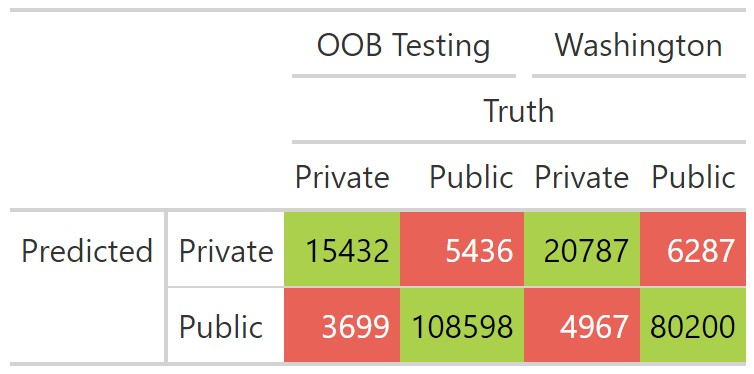 OOB Testing Washington
Truth
Private Public Private Public
Predicted Private 15432 5436 20787 6287
Public 3699 108598 4967 80200